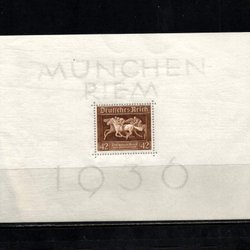 MÜNCHEN
RIEM
Deutsches Reich
42 42
1936